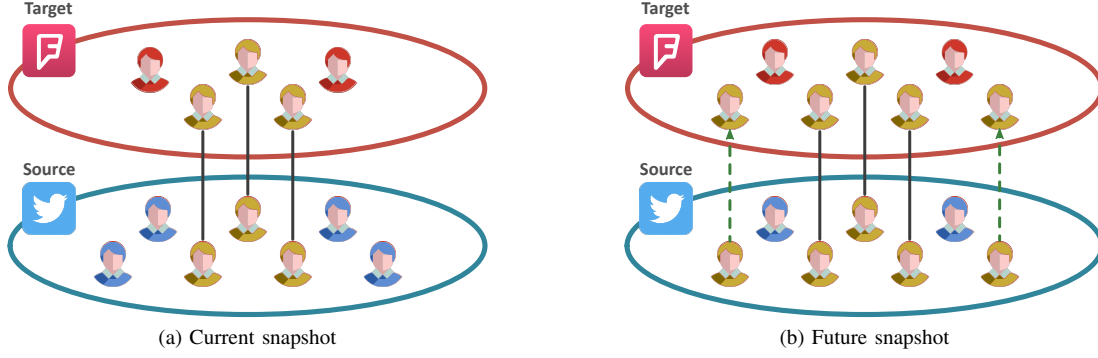 Target
Source
(a) Current snapshot
Target
Source
(b) Future snapshot